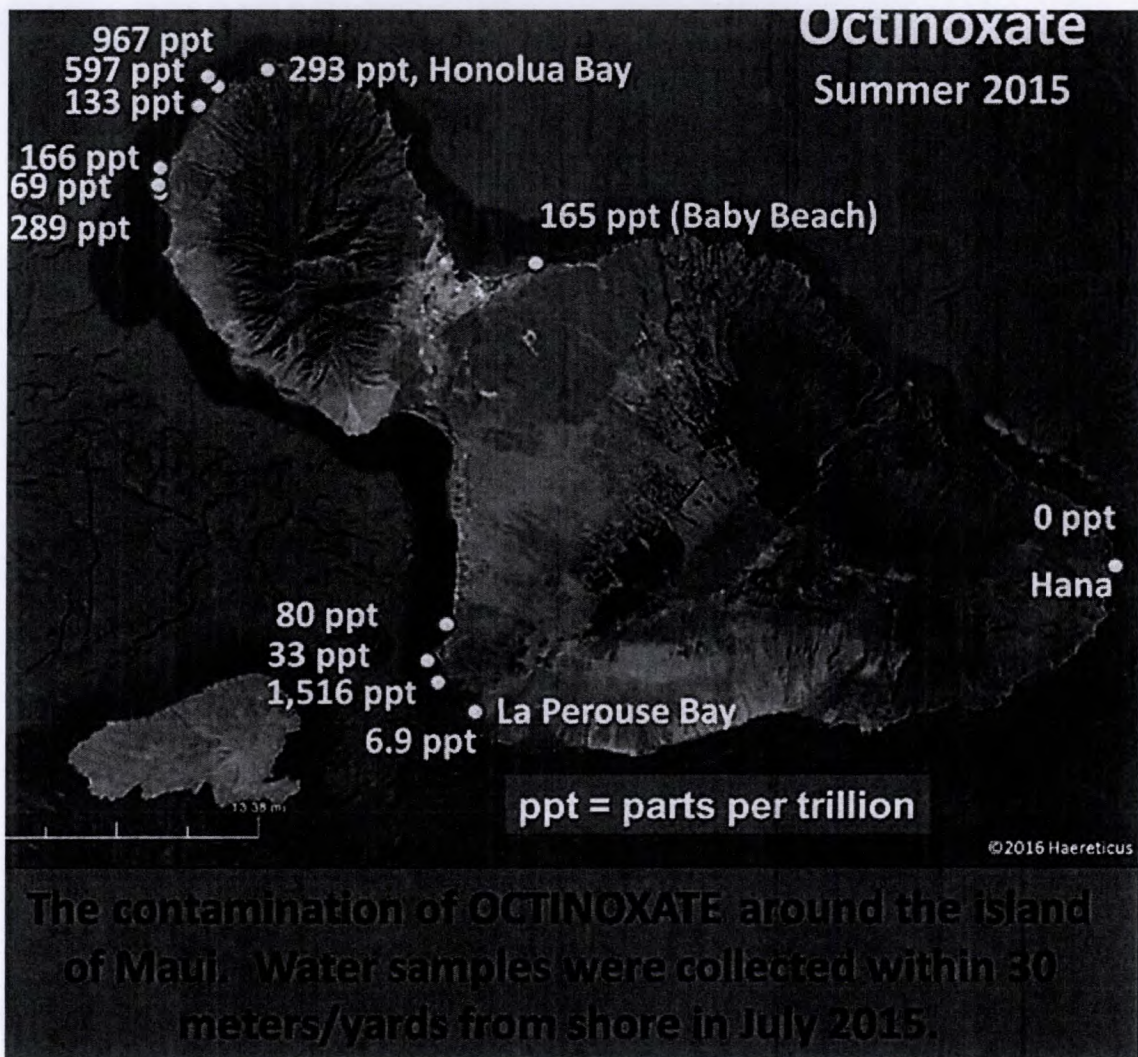 Octinoxate
Summer 2015
967 ppt
597 ppt
133 ppt
293 ppt, Honolua Bay
166 ppt
69 ppt
289 ppt
165 ppt (Baby Beach)
0 ppt
Hana
80 ppt
33 ppt
1,516 ppt
La Perouse Bay
6.9 ppt
13.38 mi
ppt = parts per trillion
©2016 Haereticus
The contamination of OCTINOXATE around the island
of Maui. Water samples were collected within 30
meters/yards from shore in July 2015.